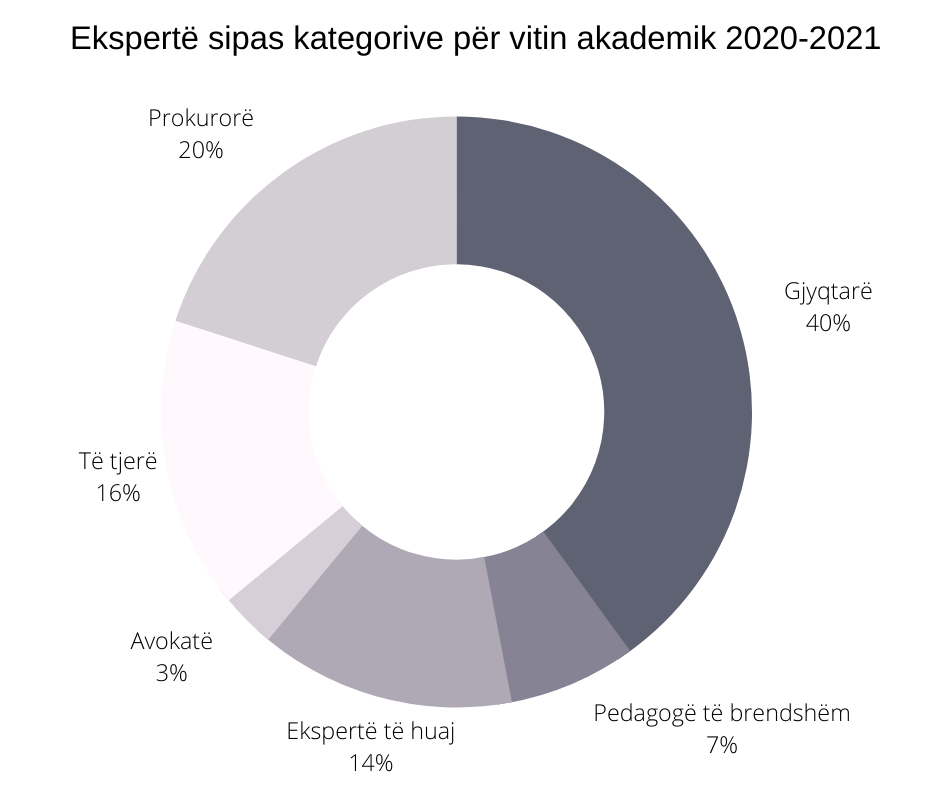 Ekspertë sipas kategorive për vitin akademik 2020-2021
Prokurorë
20%
Gjyqtarë
40%
Të tjerë
16%
Avokatë
3%
Ekspertë të huaj
14%
Pedagogë të brendshëm
7%